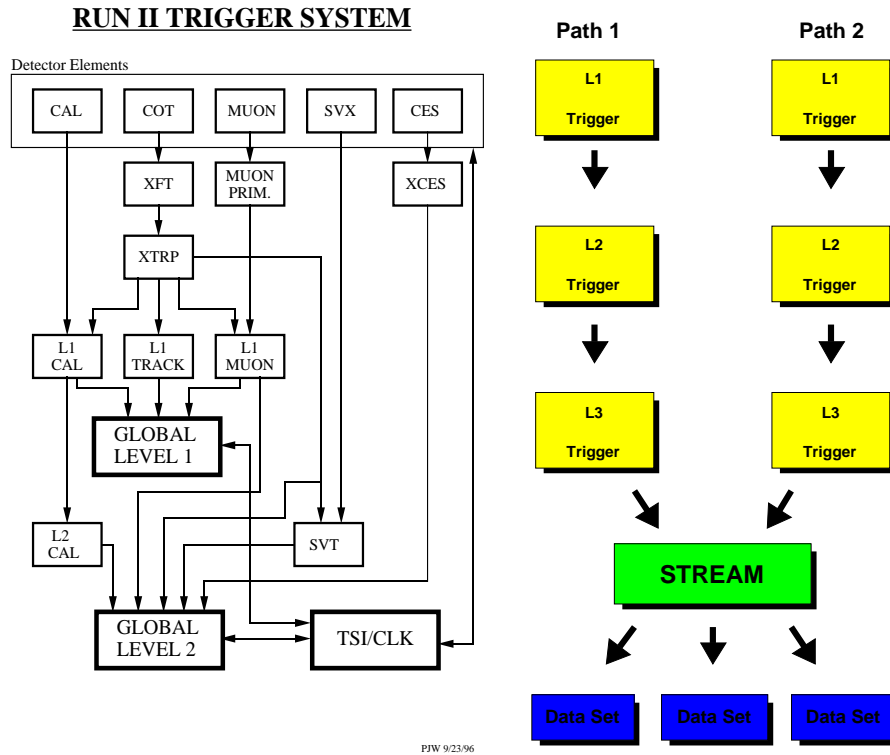 RUN II TRIGGER SYSTEM
Detector Elements
CAL
COT
MUON
SVX
CES
XFT
MUON
PRIM.
XCES
XTRP
L1
CAL
L1
TRACK
L1
MUON
GLOBAL
LEVEL 1
L2
CAL
SVT
GLOBAL
LEVEL 2
TSI/CLK
PJW 9/23/96
Path 1
Path 2
L1
Trigger
L1
Trigger
L2
Trigger
L2
Trigger
L3
Trigger
L3
Trigger
STREAM
Data Set
Data Set
Data Set